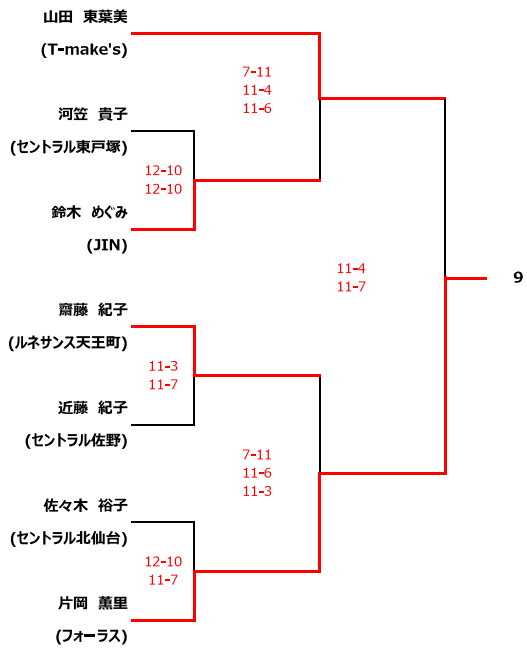 山田 東葉美
(T-make's)
7-11
11-4
11-6
河笠 貴子
(セントラル東戸塚)
12-10
12-10
鈴木 めぐみ
(JIN)
11-4
11-7
9
齋藤 紀子
(ルネサンス天王町)
11-3
11-7
近藤 紀子
(セントラル佐野)
7-11
11-6
11-3
佐々木 裕子
(セントラル北仙台)
12-10
11-7
片岡 薫里
(フォーラス)